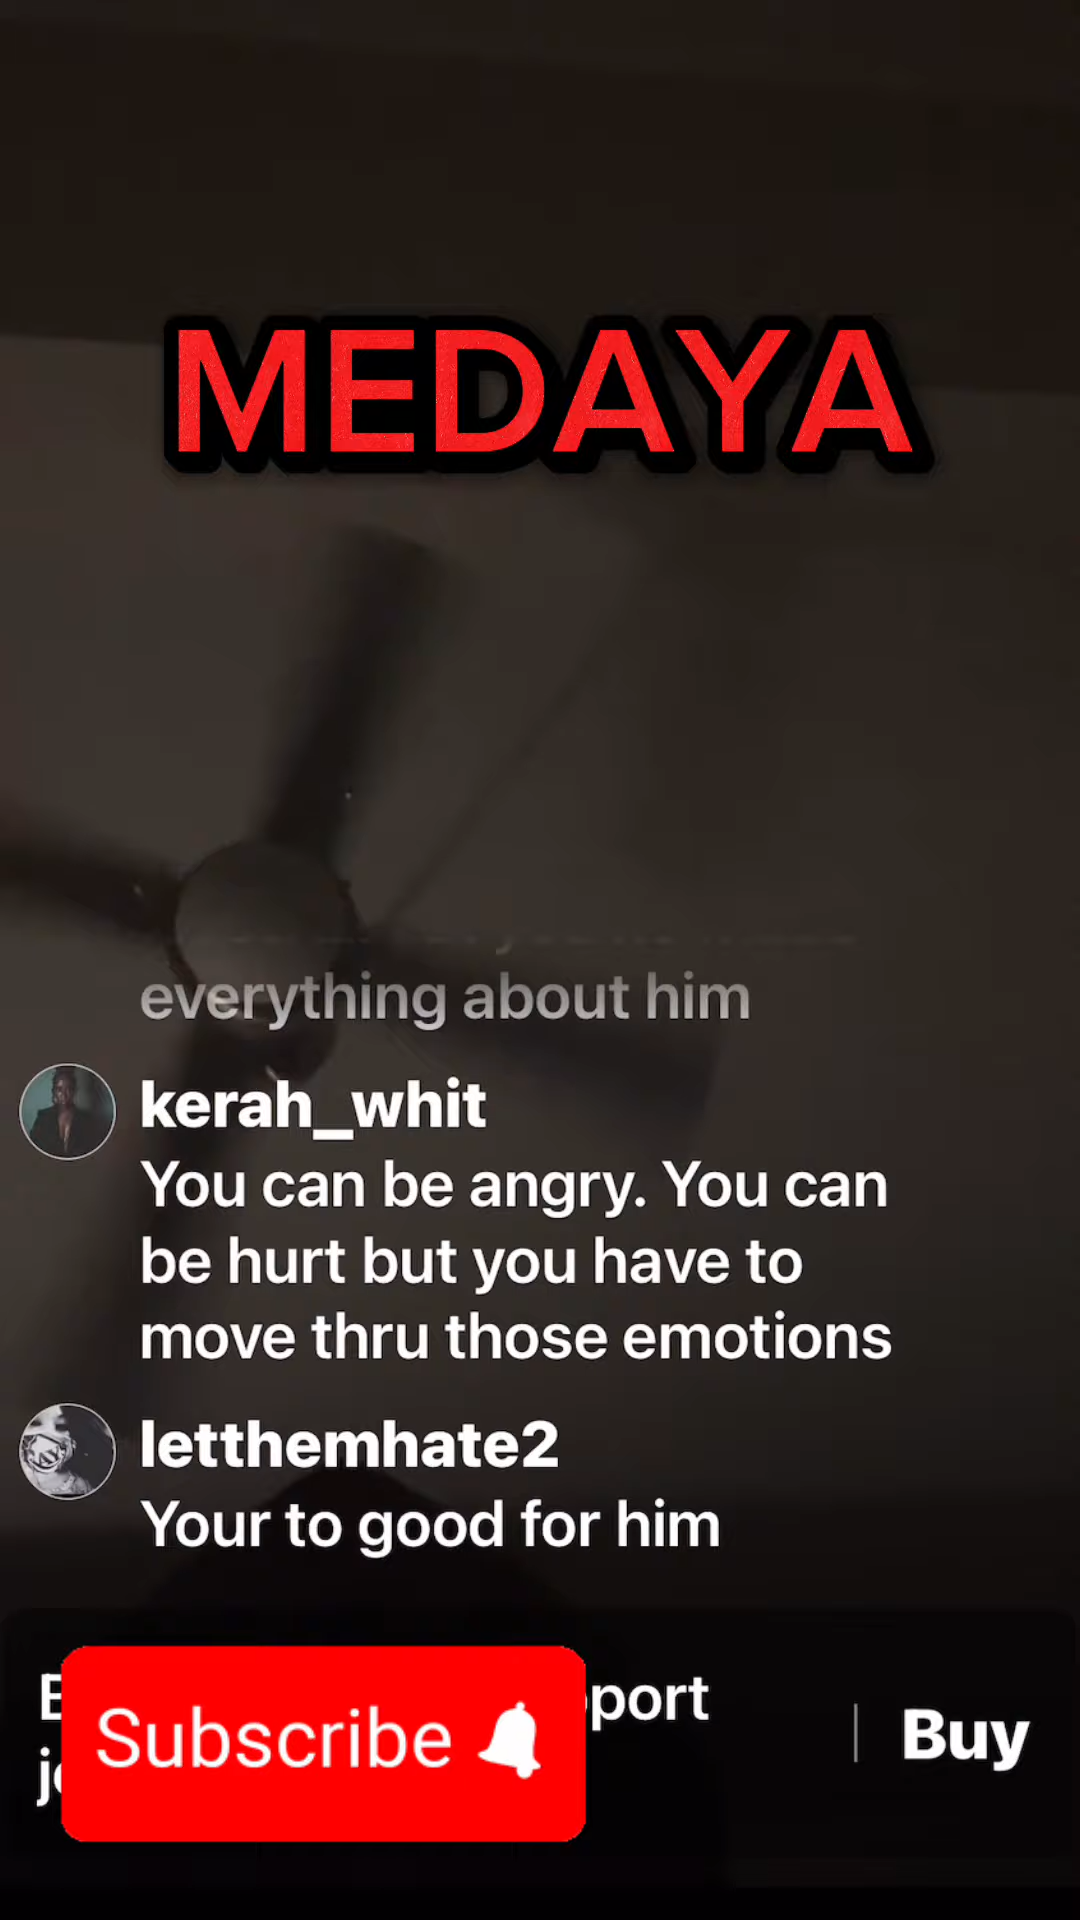 MEDAYA
everything about him
kerah_whit
You can be angry. You can
be hurt but you have to
move thru those emotions
letthemhate2
Your to good for him
Subscribe
Buy